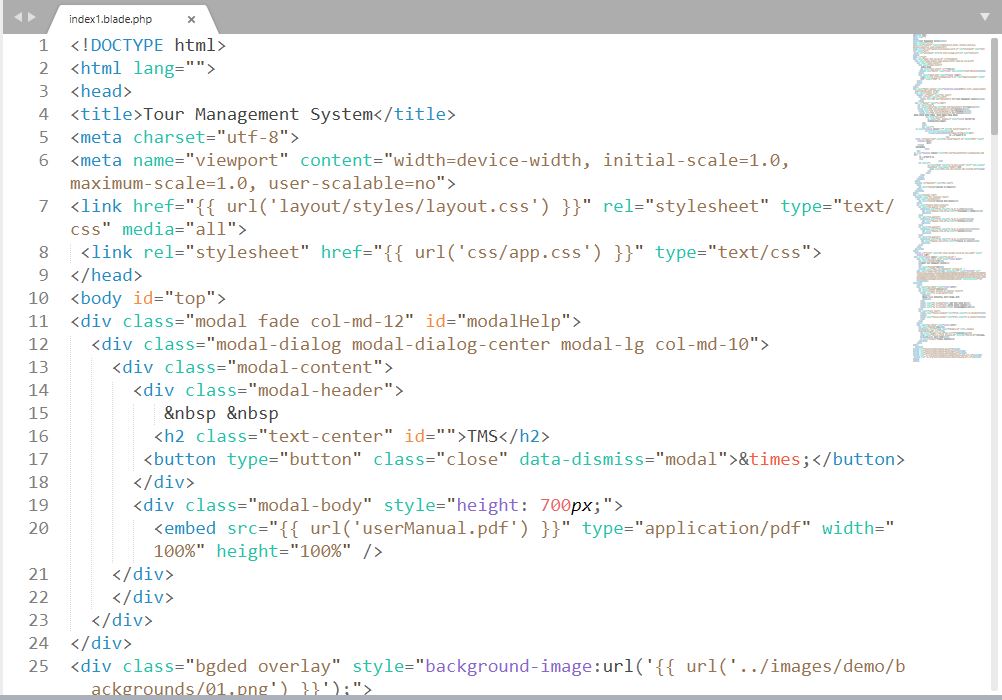 index1.blade.php ×
1 <!DOCTYPE html>
2 <html lang="">
3 <head>
4 <title>Tour Management System</title>
5 <meta charset="utf-8">
6 <meta name="viewport" content="width=device-width, initial-scale=1.0,
maximum-scale=1.0, user-scalable=no">
7 <link href="{{ url('layout/styles/layout.css') }}" rel="stylesheet" type="text/
css" media="all">
8 <link rel="stylesheet" href="{{ url('css/app.css') }}" type="text/css">
9 </head>
10 <body id="top">
11 <div class="modal fade col-md-12" id="modalHelp">
12 <div class="modal-dialog modal-dialog-center modal-lg col-md-10">
13 <div class="modal-content">
14 <div class="modal-header">
15 &nbsp &nbsp
16 <h2 class="text-center" id="">TMS</h2>
17 <button type="button" class="close" data-dismiss="modal">&times;</button>
18 </div>
19 <div class="modal-body" style="height: 700px;">
20 <embed src="{{ url('userManual.pdf') }}" type="application/pdf" width="
100%" height="100%" />
21 </div>
22 </div>
23 </div>
24 </div>
25 <div class="bgded overlay" style="background-image:url('{{ url('../images/demo/b
ackgrounds/01.png') }}');">